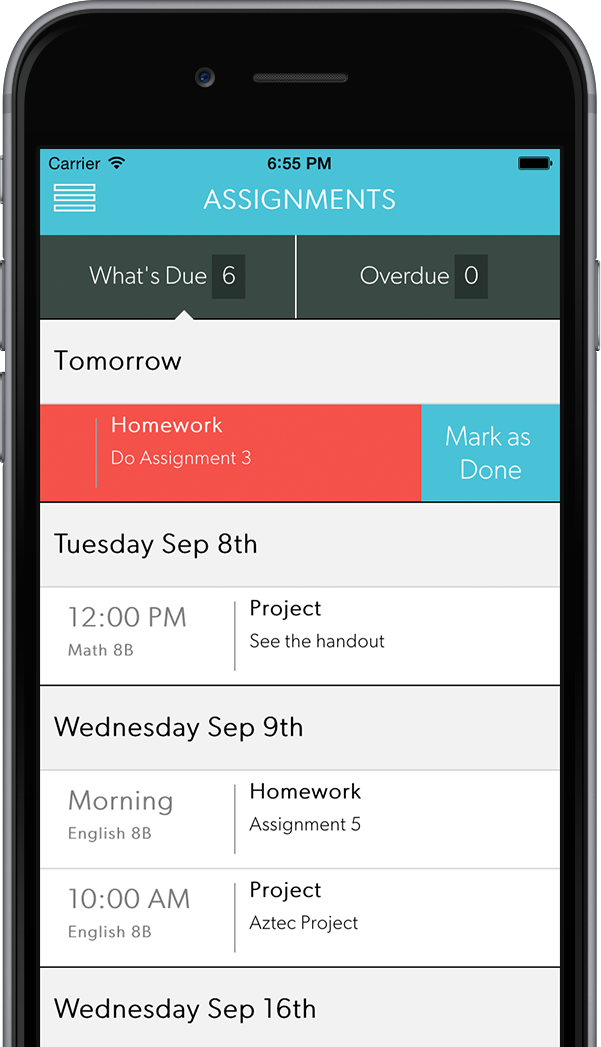 Carrier 6:55 PM
ASSIGNMENTS
What's Due 6 Overdue 0
Tomorrow
Homework
Do Assignment 3
Mark as
Done
Tuesday Sep 8th
12:00 PM
Math 8B
Project
See the handout
Wednesday Sep 9th
Morning
English 8B
Homework
Assignment 5
10:00 AM
English 8B
Project
Aztec Project
Wednesday Sep 16th